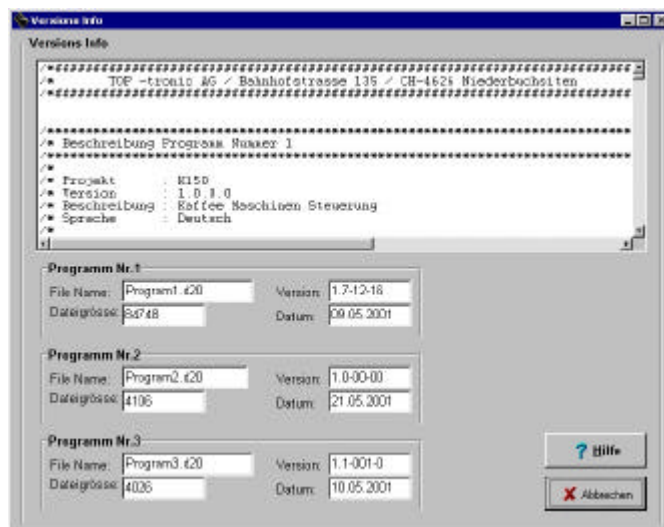 Versions Info
Versions Info
/*##########################################################################
/* TOP -tronic AG / Bahnhofstrasse 135 / CH-4626 Niederbuchsiten
/*##########################################################################
/**************************************************************************
/* Beschreibung Programm Nummer 1
/**************************************************************************
/*
/* Projekt : K150
/* Version : 1.0.0.0
/* Beschreibung : Kaffee Maschinen Steuerung
/* Sprache : Deutsch
/*
Programm Nr.1
File Name: Program1.t20 Version: 1.7-12-16
Dateigrösse: 84748 Datum: 09.05.2001
Programm Nr.2
File Name: Program2.t20 Version: 1.0-00-00
Dateigrösse: 4106 Datum: 21.05.2001
Programm Nr.3
File Name: Program3.t20 Version: 1.1-001-0
Dateigrösse: 4026 Datum: 10.05.2001
? Hilfe
Abbrechen